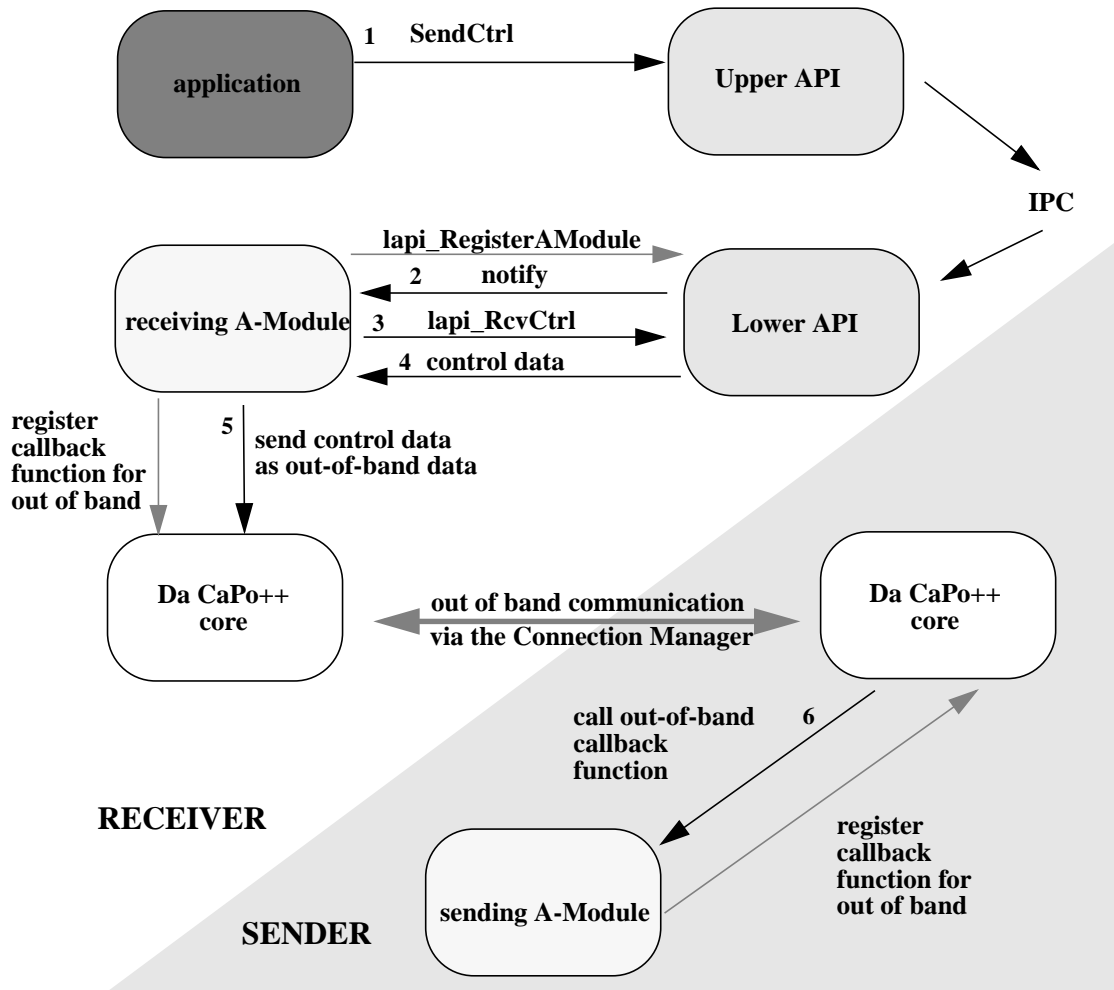 1 SendCtrl
application
Upper API
IPC
lapi_RegisterAModule
2 notify
receiving A-Module
3 lapi_RcvCtrl
Lower API
4 control data
register
callback
function for
out of band
5
send control data
as out-of-band data
Da CaPo++
core
out of band communication
via the Connection Manager
Da CaPo++
core
call out-of-band
callback
function
6
RECEIVER
register
callback
function for
out of band
sending A-Module
SENDER